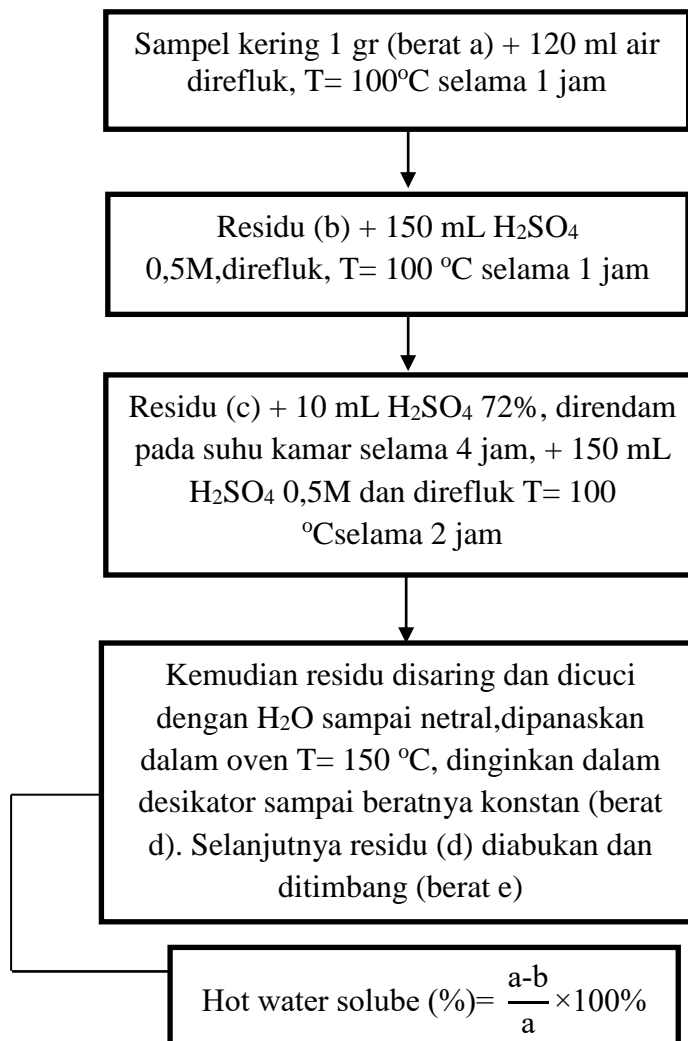 Sampel kering 1 gr (berat a) + 120 ml air
direfluk, T= 100°C selama 1 jam
Residu (b) + 150 mL H₂SO₄
0,5M,direfluk, T= 100 °C selama 1 jam
Residu (c) + 10 mL H₂SO₄ 72%, direndam
pada suhu kamar selama 4 jam, + 150 mL
H₂SO₄ 0,5M dan direfluk T= 100
°Cselama 2 jam
Kemudian residu disaring dan dicuci
dengan H₂O sampai netral,dipanaskan
dalam oven T= 150 °C, dinginkan dalam
desikator sampai beratnya konstan (berat
d). Selanjutnya residu (d) diabukan dan
ditimbang (berat e)
Hot water solube (%)= a-b/a ×100%